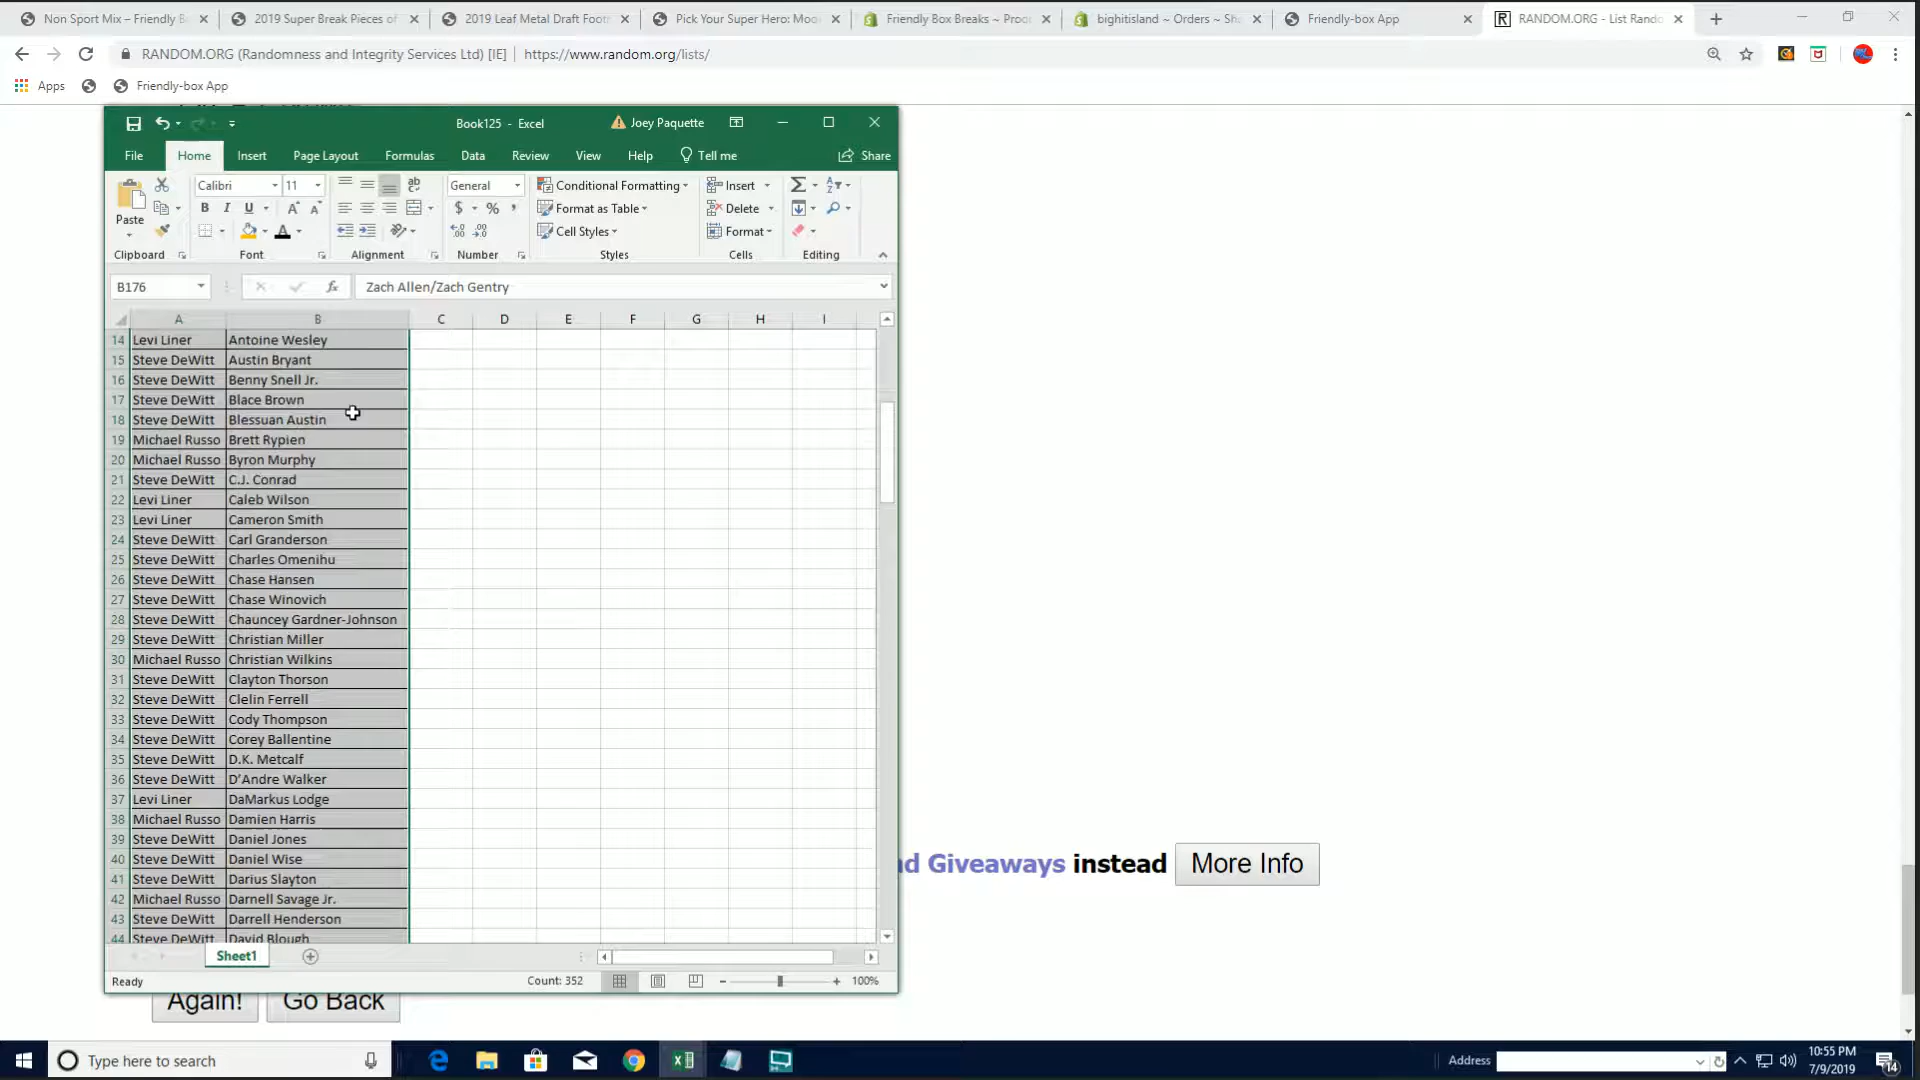 Non Sport Mix – Friendly B
2019 Super Break Pieces of
2019 Leaf Metal Draft Foot
Pick Your Super Hero: Moo
Friendly Box Breaks ~ Prod
bighitisland ~ Orders ~ Sh
Friendly-box App
RANDOM.ORG - List Rando
RANDOM.ORG (Randomness and Integrity Services Ltd) [IE]
https://www.random.org/lists/
Apps
Friendly-box App
Book125 - Excel
Joey Paquette
File
Home
Insert
Page Layout
Formulas
Data
Review
View
Help
Tell me
Share
Paste
Calibri
11
General
Conditional Formatting
Format as Table
Cell Styles
Insert
Delete
Format
Clipboard
Font
Alignment
Number
Styles
Cells
Editing
B176
Zach Allen/Zach Gentry
A B C D E F G H I
14 Levi Liner Antoine Wesley
15 Steve DeWitt Austin Bryant
16 Steve DeWitt Benny Snell Jr.
17 Steve DeWitt Blace Brown
18 Steve DeWitt Blessuan Austin
19 Michael Russo Brett Rypien
20 Michael Russo Byron Murphy
21 Steve DeWitt C.J. Conrad
22 Levi Liner Caleb Wilson
23 Levi Liner Cameron Smith
24 Steve DeWitt Carl Granderson
25 Steve DeWitt Charles Omenihu
26 Steve DeWitt Chase Hansen
27 Steve DeWitt Chase Winovich
28 Steve DeWitt Chauncey Gardner-Johnson
29 Steve DeWitt Christian Miller
30 Michael Russo Christian Wilkins
31 Steve DeWitt Clayton Thorson
32 Steve DeWitt Clelin Ferrell
33 Steve DeWitt Cody Thompson
34 Steve DeWitt Corey Ballentine
35 Steve DeWitt D.K. Metcalf
36 Steve DeWitt D'Andre Walker
37 Levi Liner DaMarkus Lodge
38 Michael Russo Damien Harris
39 Steve DeWitt Daniel Jones
40 Steve DeWitt Daniel Wise
41 Steve DeWitt Darius Slayton
42 Michael Russo Darnell Savage Jr.
43 Steve DeWitt Darrell Henderson
44 Steve DeWitt David Blough
d Giveaways instead
More Info
Sheet1
Ready
Count: 352
100%
Again!
Go Back
Type here to search
Address
10:55 PM
7/9/2019
14